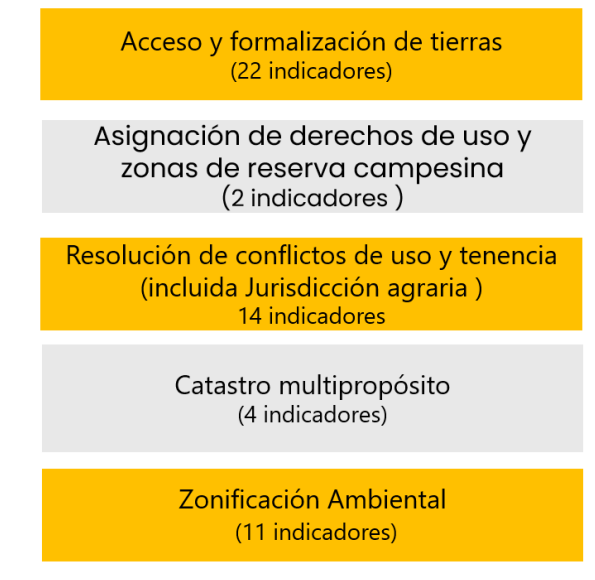 Acceso y formalización de tierras
(22 indicadores)
Asignación de derechos de uso y
zonas de reserva campesina
(2 indicadores )
Resolución de conflictos de uso y tenencia
(incluida Jurisdicción agraria )
14 indicadores
Catastro multipropósito
(4 indicadores)
Zonificación Ambiental
(11 indicadores)